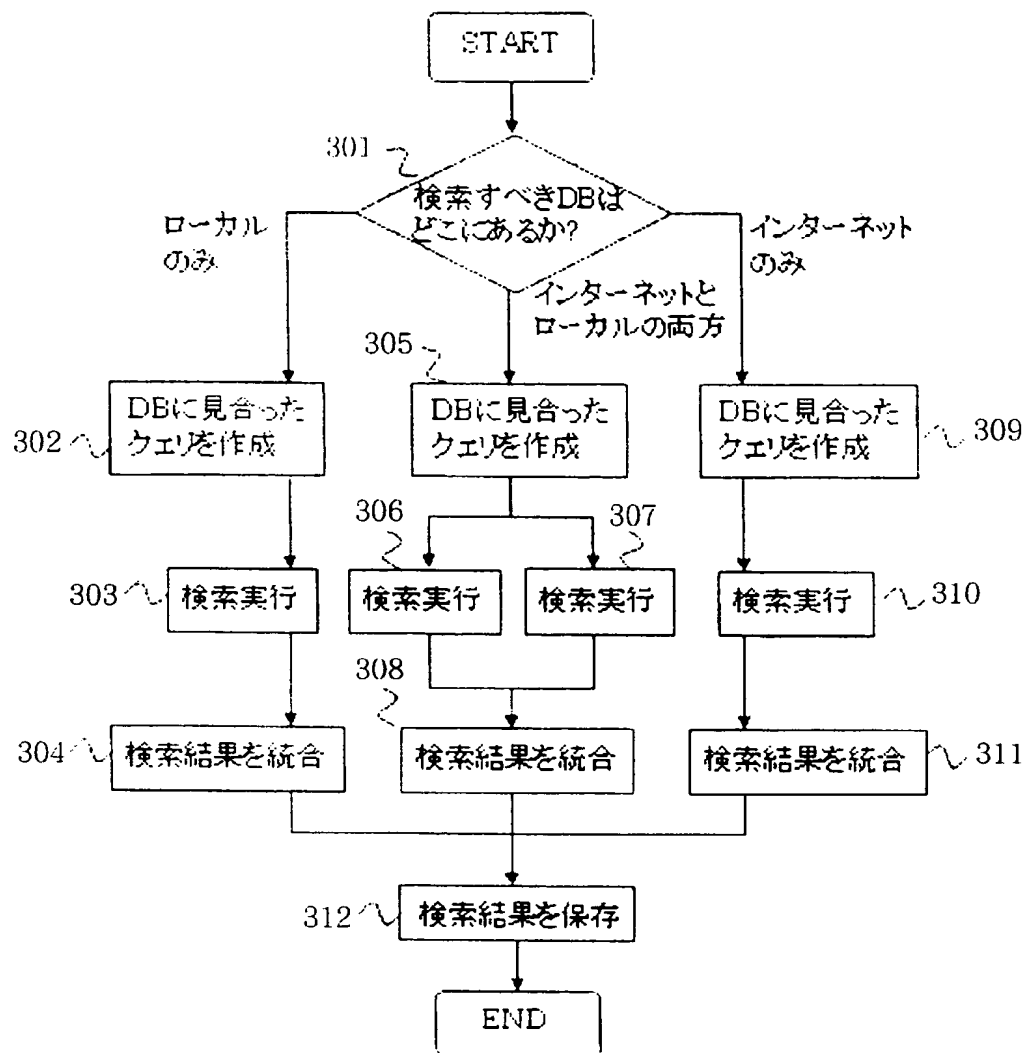 START
301
検索すべきDBは
どこにあるか?
ローカル
のみ
インターネット
のみ
インターネットと
ローカルの両方
305
302
DBに見合った
クエリを作成
DBに見合った
クエリを作成
DBに見合った
クエリを作成
309
306
307
303
検索実行
検索実行
検索実行
検索実行
310
308
304
検索結果を統合
検索結果を統合
検索結果を統合
311
312
検索結果を保存
END